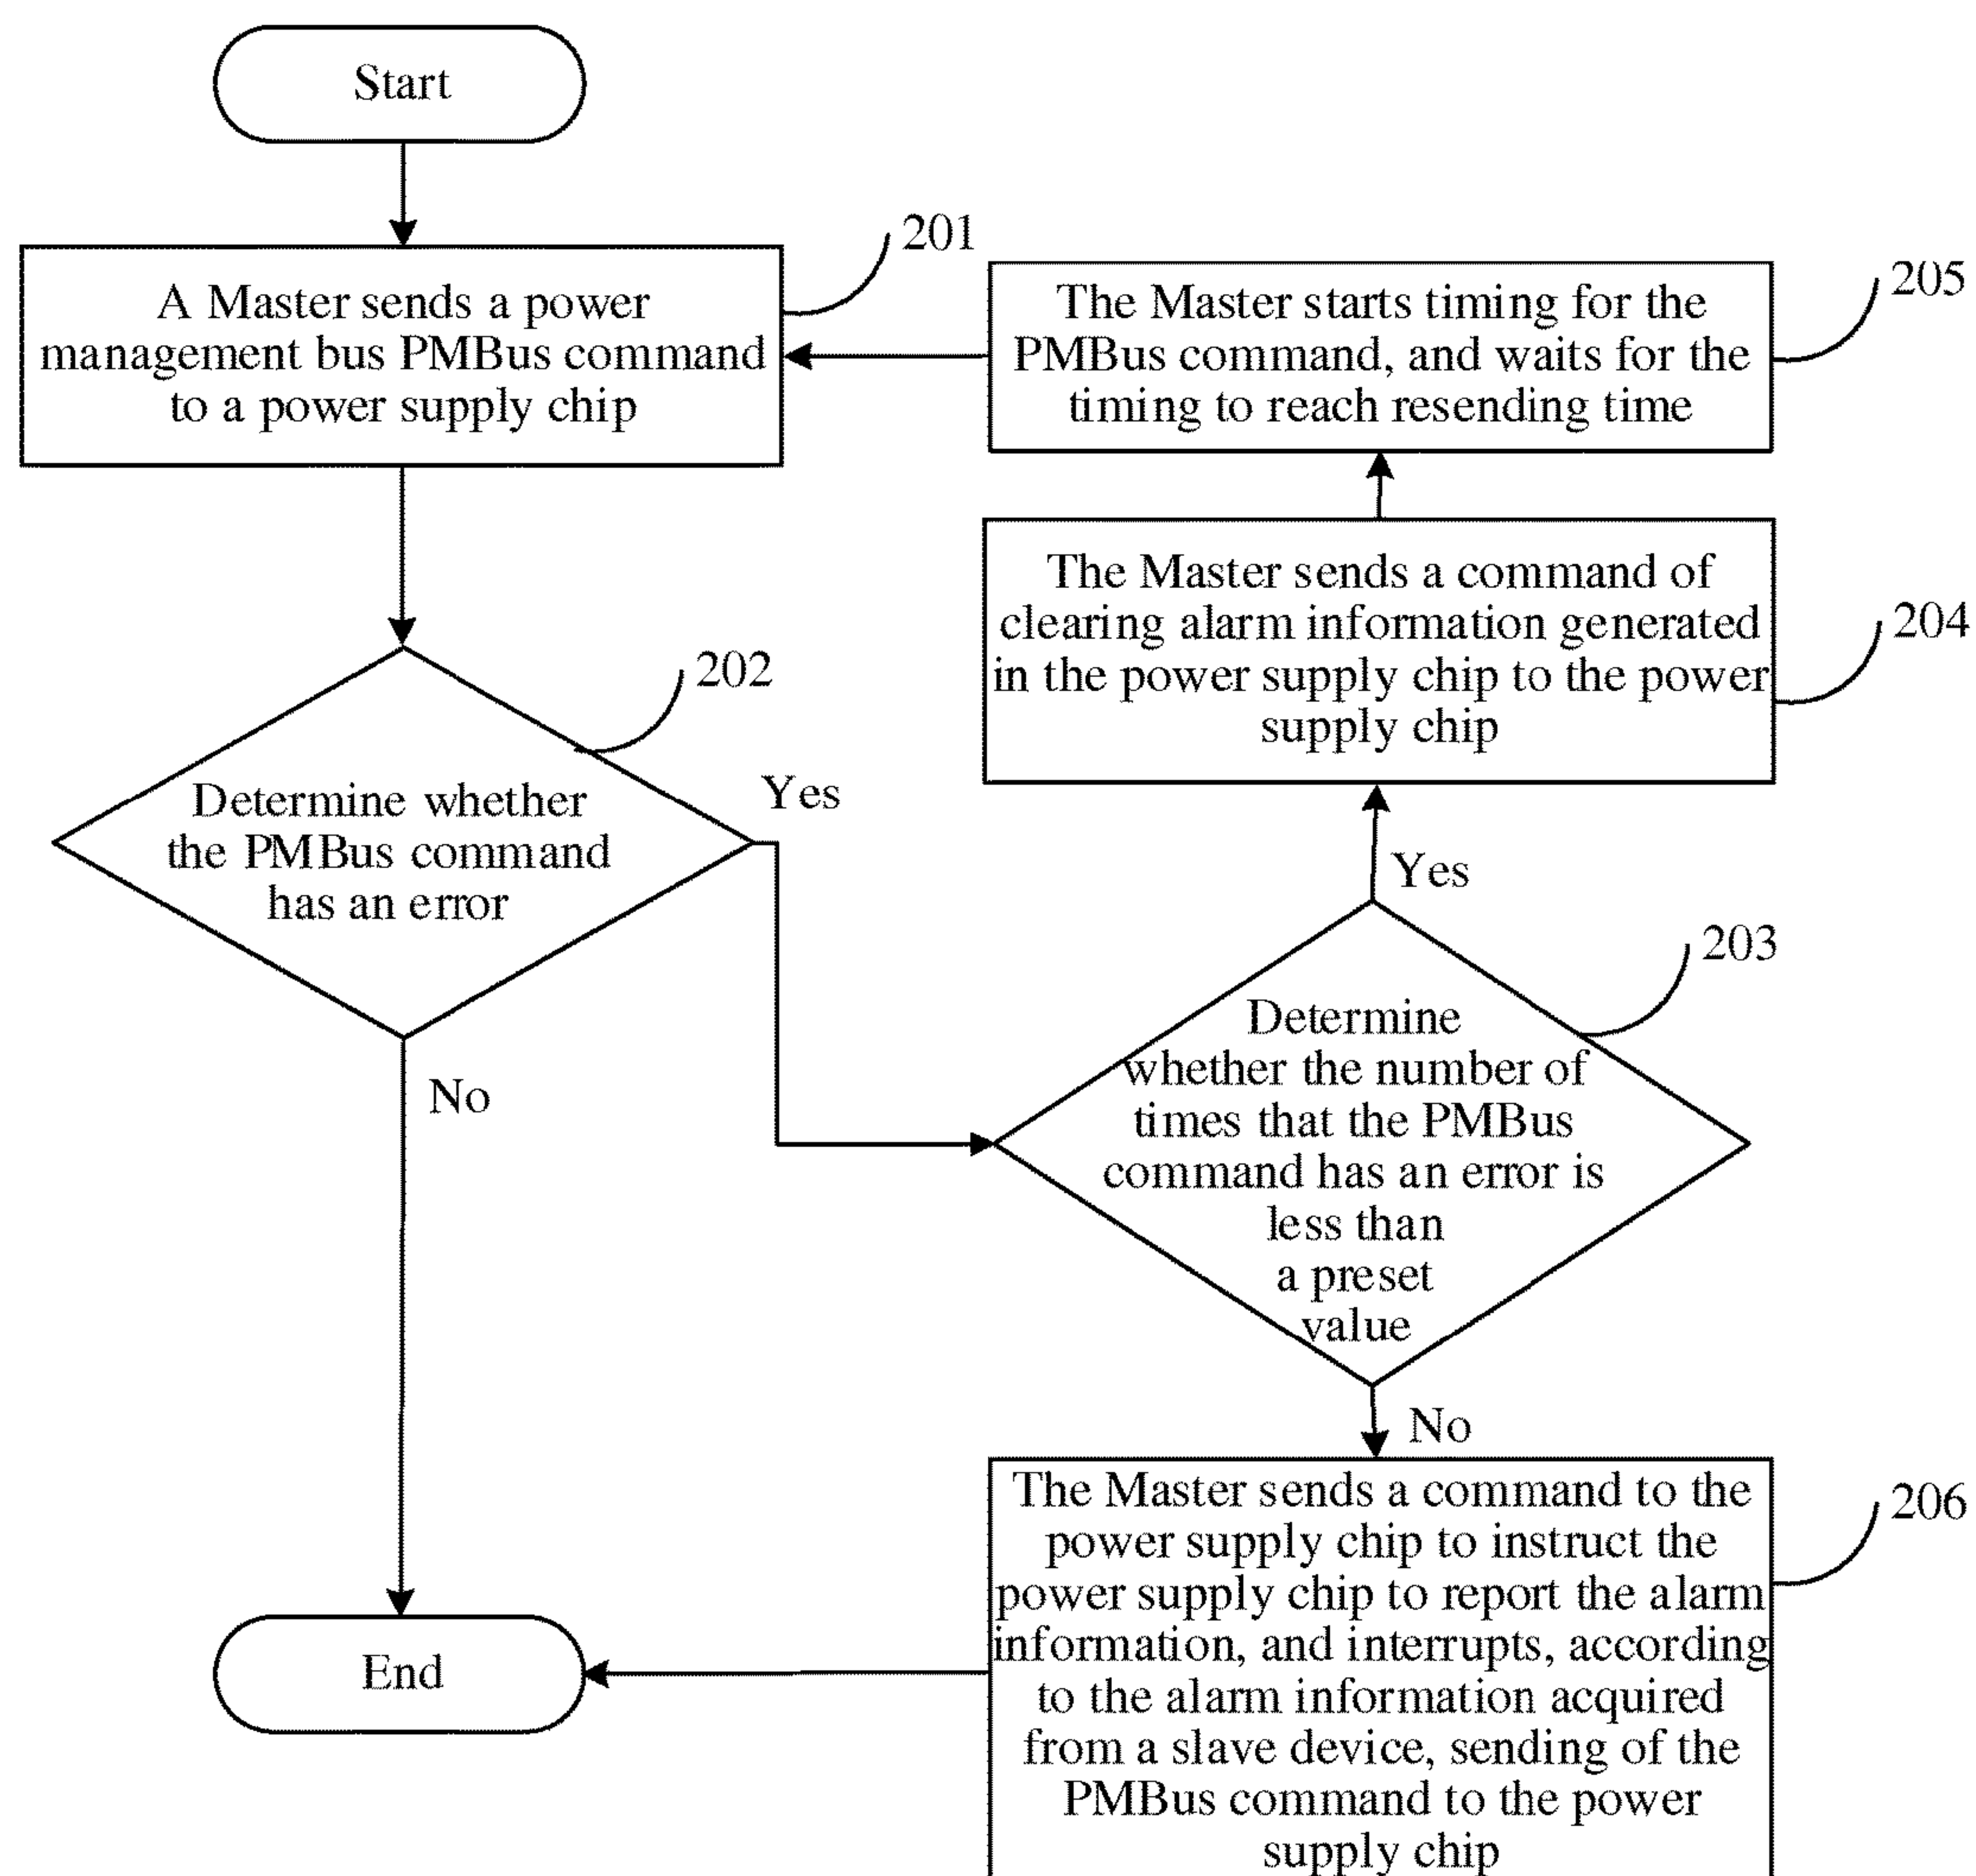 Start
201
A Master sends a power
management bus PMBus command
to a power supply chip
205
The Master starts timing for the
PMBus command, and waits for the
timing to reach resending time
204
The Master sends a command of
clearing alarm information generated
in the power supply chip to the power
supply chip
202
Determine whether
the PMBus command
has an error
Yes
No
Yes
203
Determine
whether the number of
times that the PMBus
command has an error is
less than
a preset
value
No
206
The Master sends a command to the
power supply chip to instruct the
power supply chip to report the alarm
information, and interrupts, according
to the alarm information acquired
from a slave device, sending of the
PMBus command to the power
supply chip
End